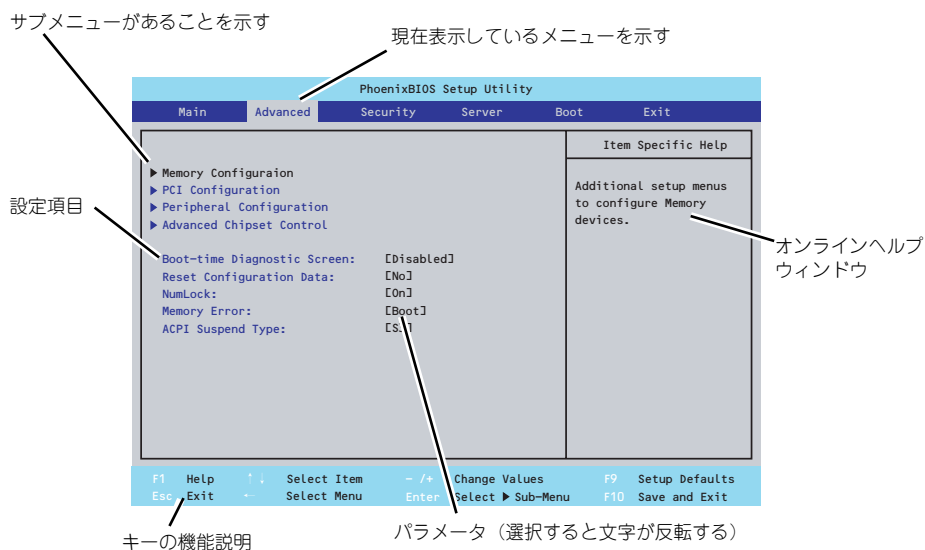 サブメニューがあることを示す
現在表示しているメニューを示す
PhoenixBIOS Setup Utility
Main Advanced Security Server Boot Exit
Item Specific Help
▶ Memory Configuraion
▶ PCI Configuration
▶ Peripheral Configuration
▶ Advanced Chipset Control
Additional setup menus
to configure Memory
devices.
設定項目
オンラインヘルプ
ウィンドウ
Boot-time Diagnostic Screen: [Disabled]
Reset Configuration Data: [No]
NumLock: [On]
Memory Error: [Boot]
ACPI Suspend Type:
F1 Help ↑↓ Select Item - /+ Change Values F9 Setup Defaults
Esc Exit ← Select Menu Enter Select ▶ Sub-Menu F10 Save and Exit
キーの機能説明
パラメータ（選択すると文字が反転する）